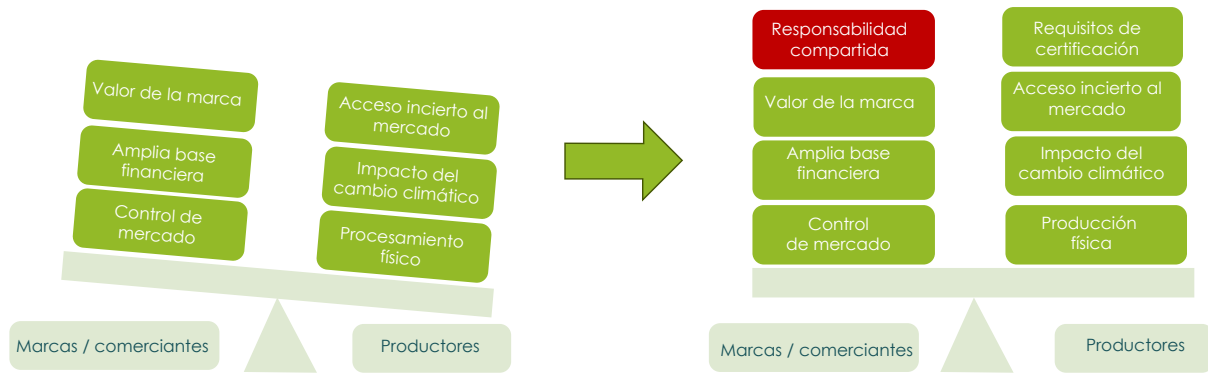 Valor de la marca
Amplia base
financiera
Control de
mercado
Acceso incierto al
mercado
Impacto del
cambio climático
Procesamiento
físico
Marcas / comerciantes
Productores
Responsabilidad
compartida
Valor de la marca
Amplia base
financiera
Control
de mercado
Requisitos de
certificación
Acceso incierto al
mercado
Impacto del
cambio climático
Producción
física
Marcas / comerciantes
Productores